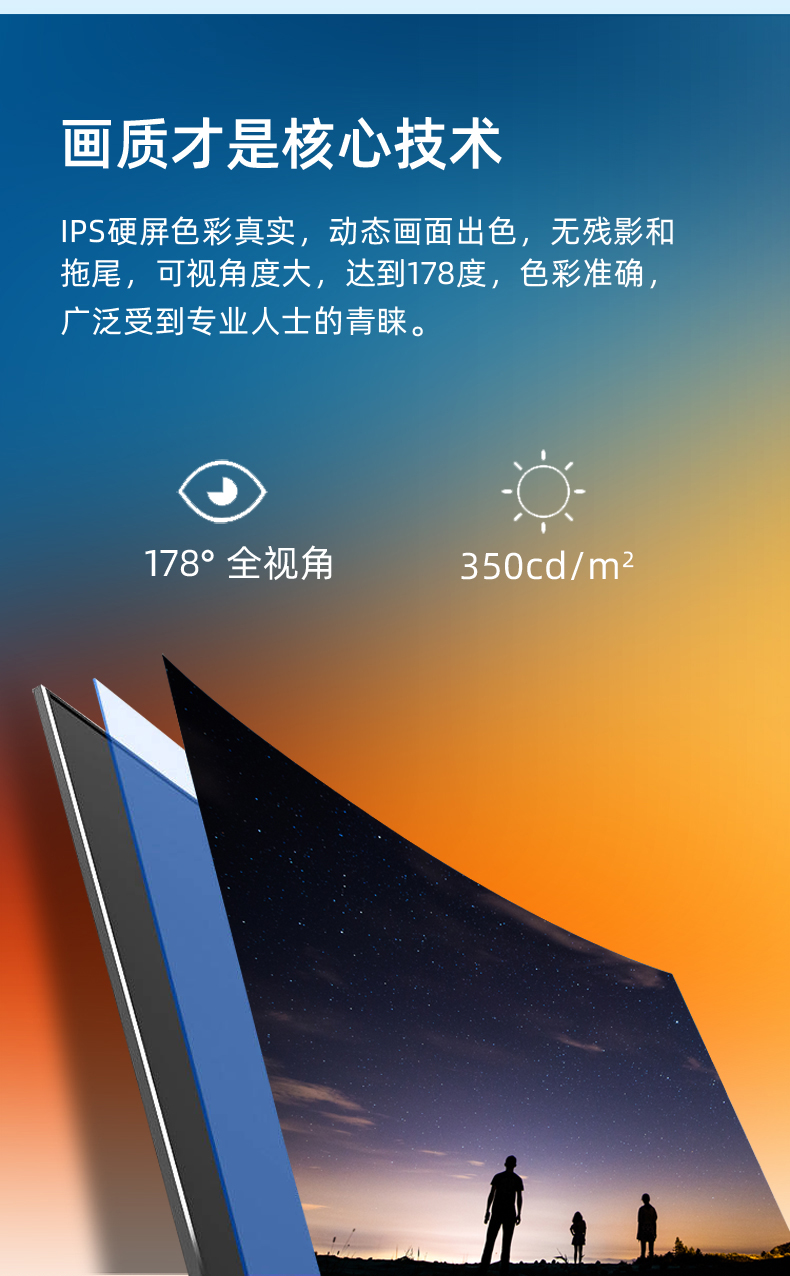 画质才是核心技术
IPS硬屏色彩真实，动态画面出色，无残影和
拖尾，可视角度大，达到178度，色彩准确，
广泛受到专业人士的青睐。
178° 全视角
350cd/m²